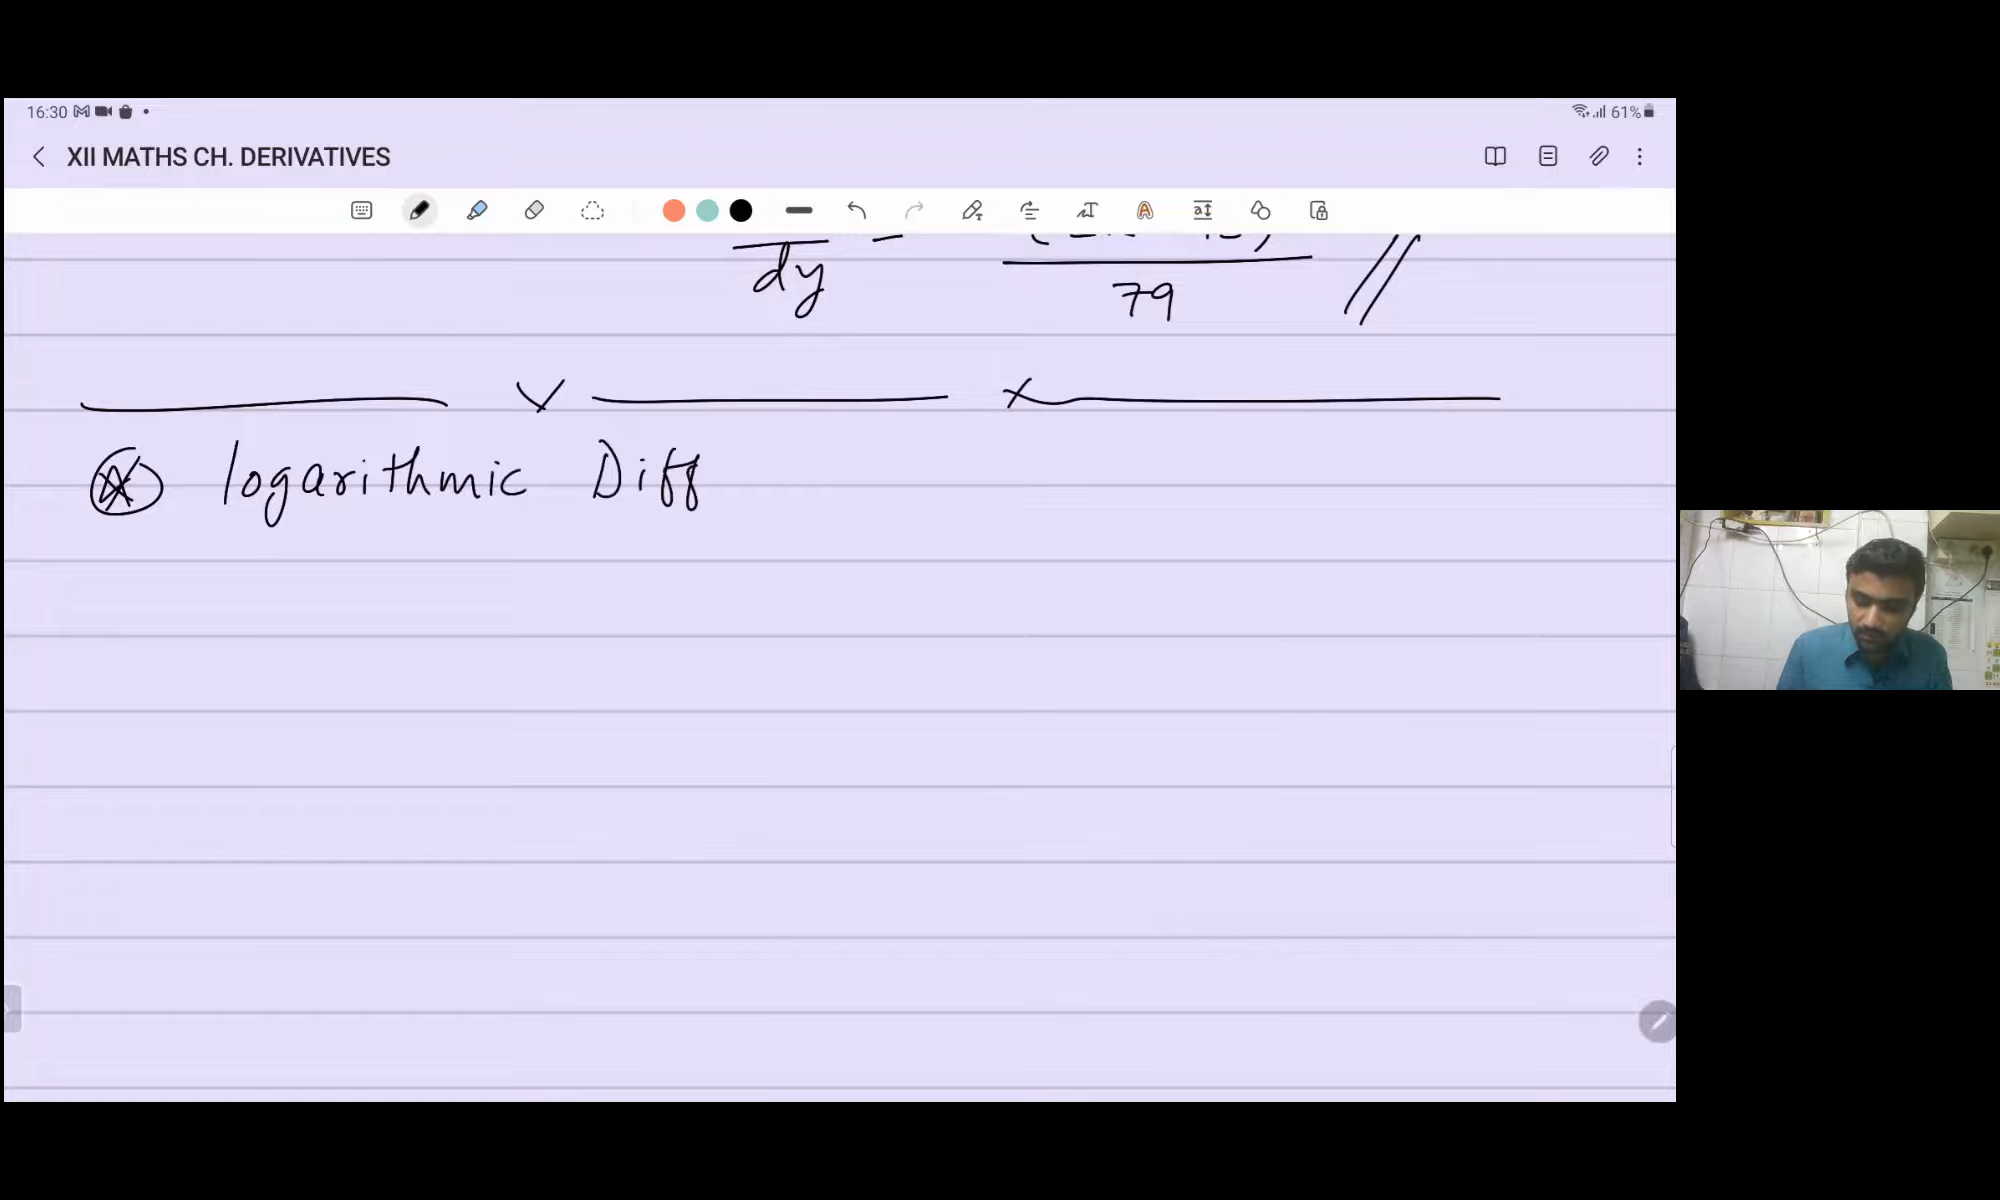 16:30 61%
XII MATHS CH. DERIVATIVES
dy =
79
logarithmic Diff